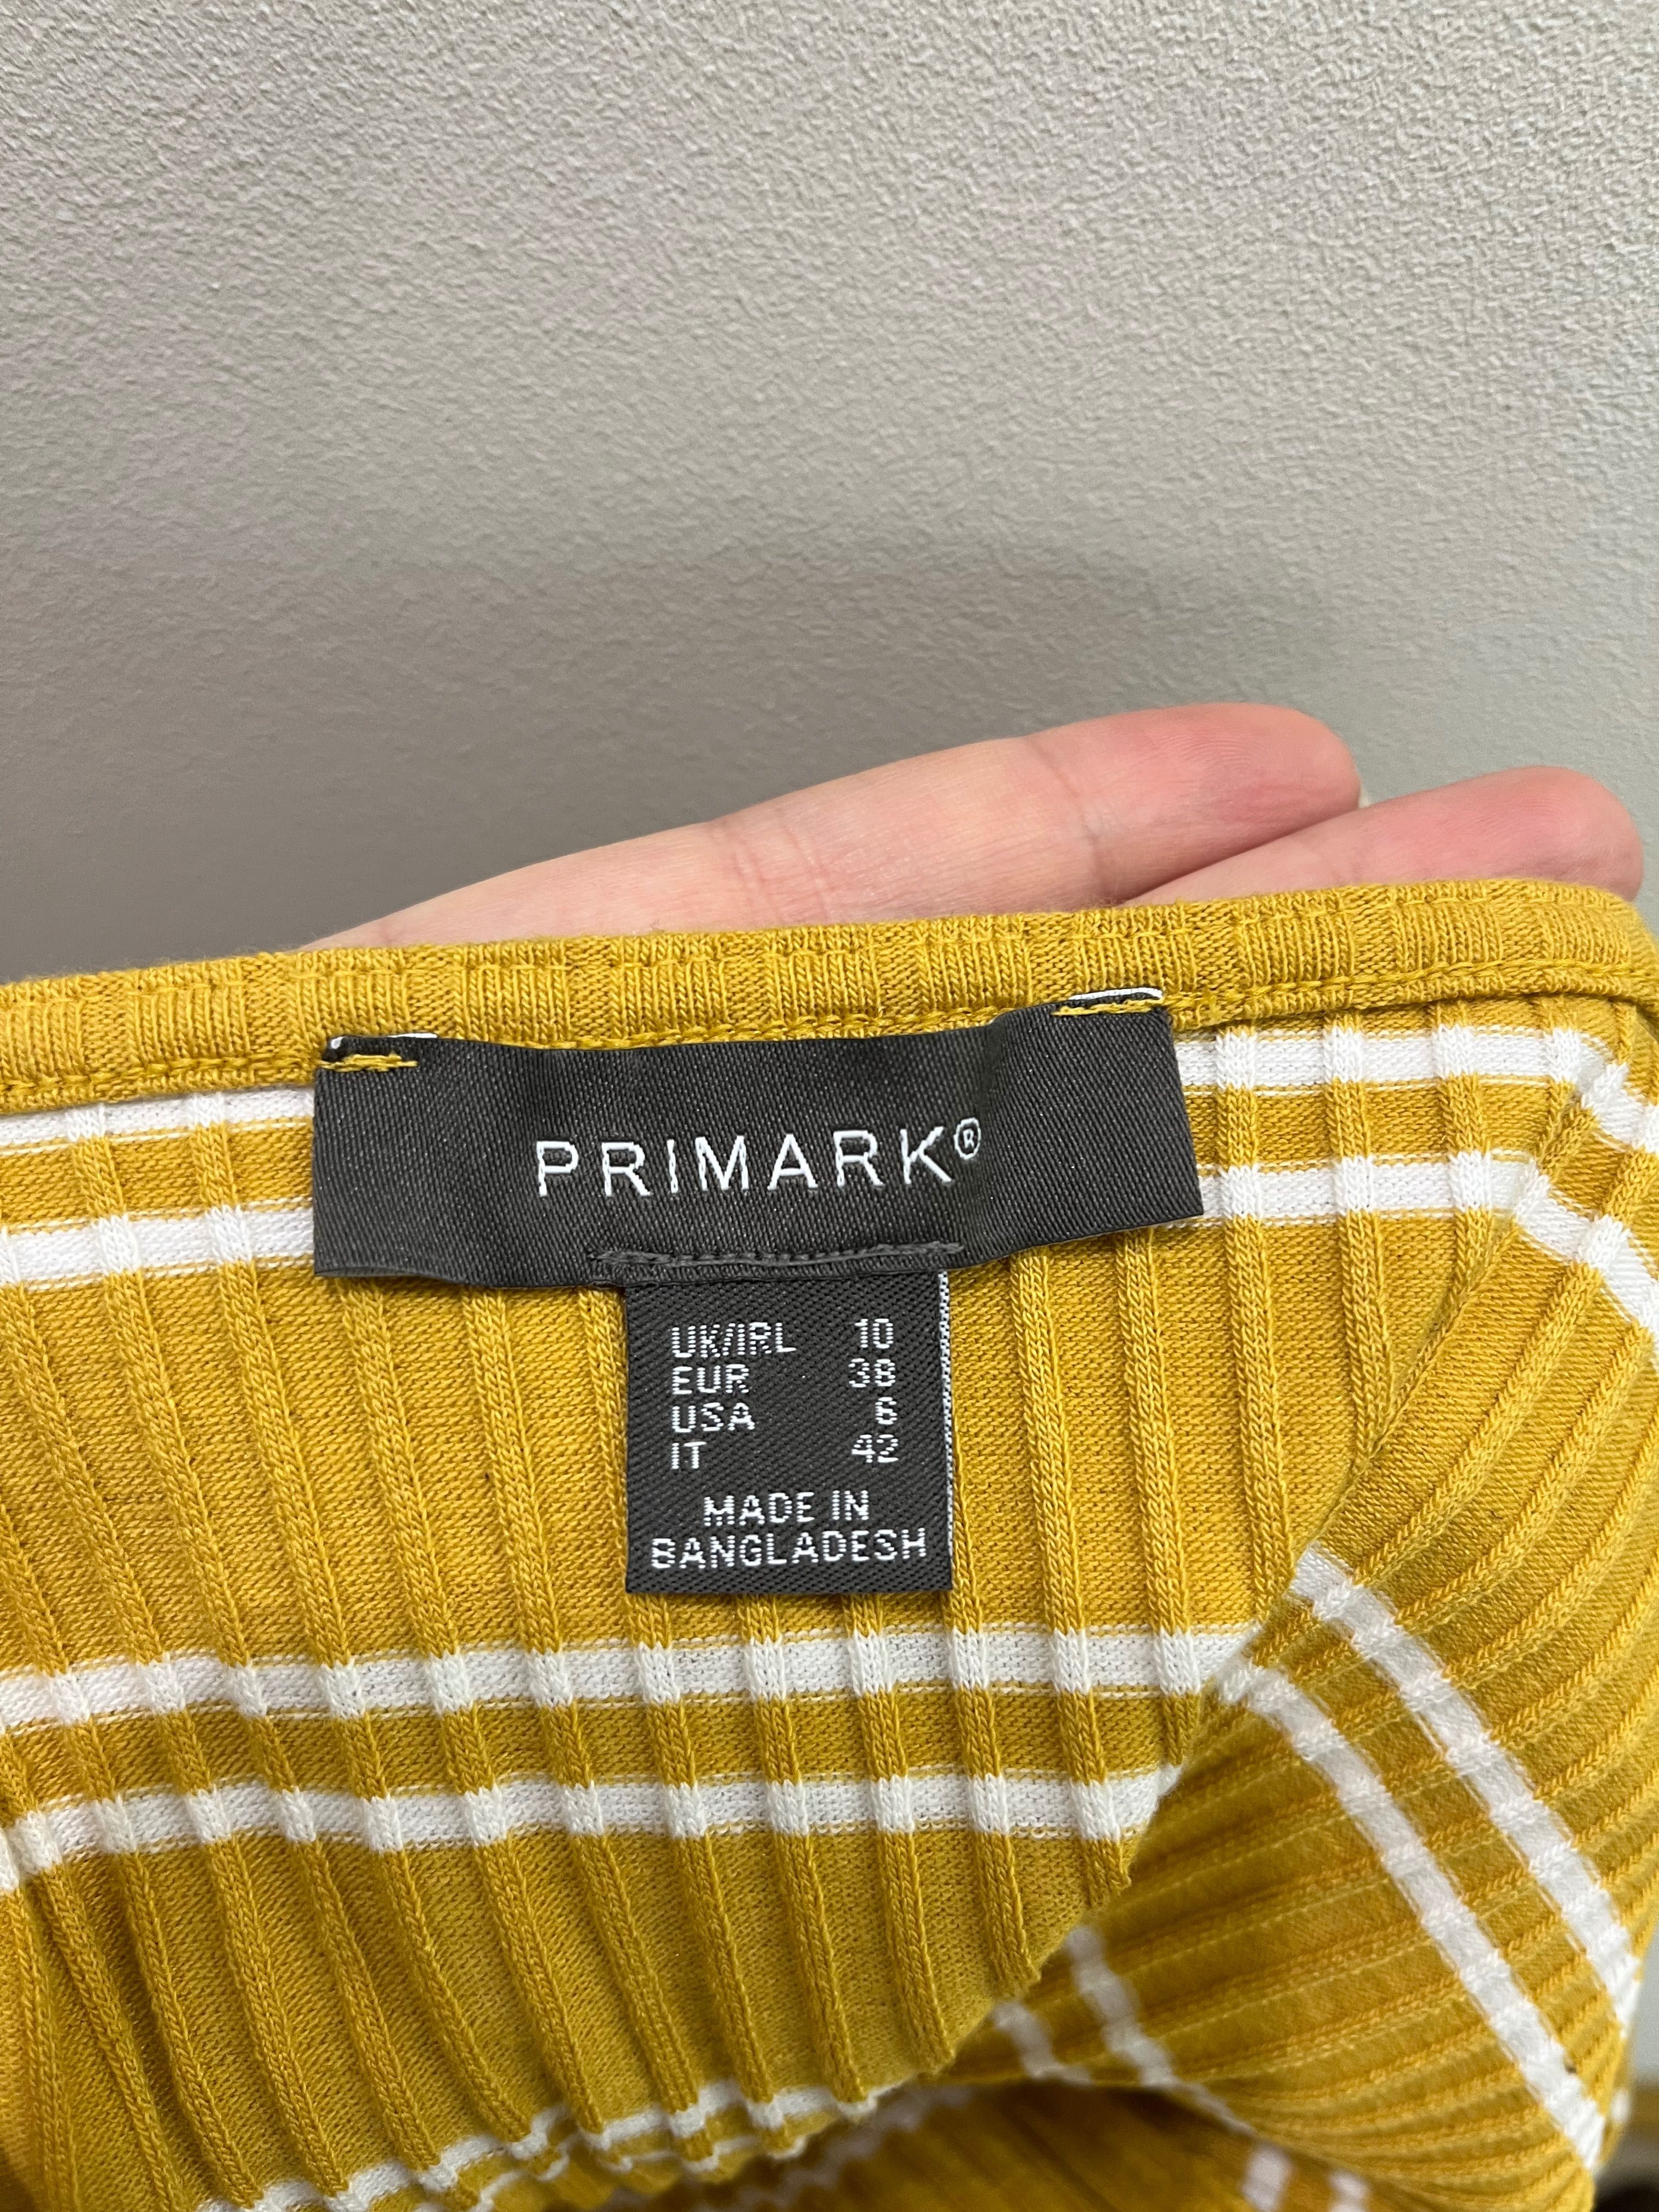 PRIMARK®
UK/IRL 10
EUR 38
USA 6
IT 42
MADE IN
BANGLADESH